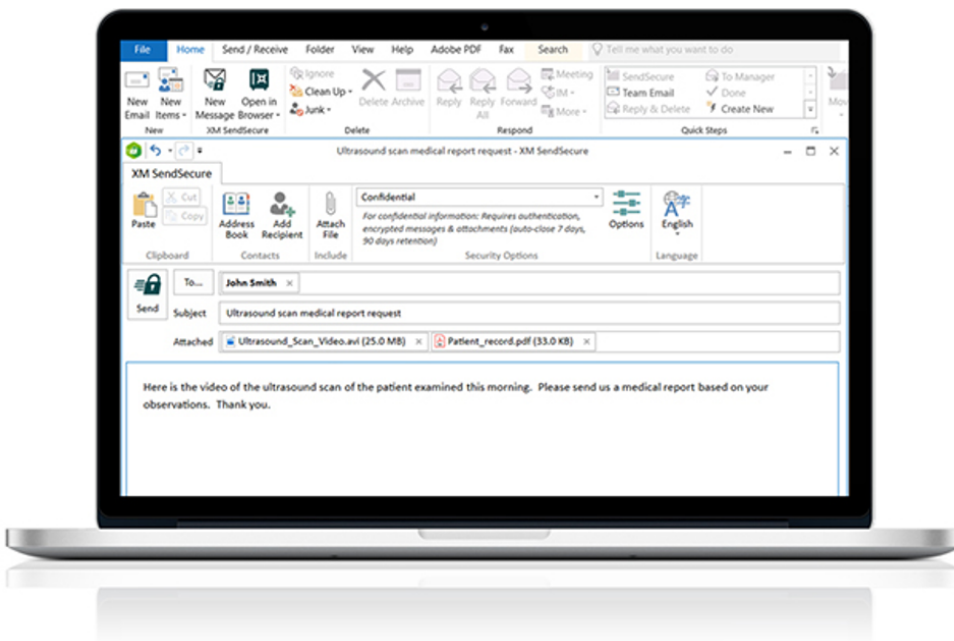 File Home Send / Receive Folder View Help Adobe PDF Fax Search Tell me what you want to do
New Email
New Items
New Message
Open in Browser
Ignore
Clean Up
Junk
Delete Archive
Reply
Reply All
Forward
Meeting
IM
More
SendSecure
Team Email
Reply & Delete
To Manager
Done
Create New
Mov
New XM SendSecure Delete Respond Quick Steps
Ultrasound scan medical report request - XM SendSecure
XM SendSecure
Paste
Cut
Copy
Address Book
Add Recipient
Attach File
Confidential
For confidential information: Requires authentication,
encrypted messages & attachments (auto-close 7 days,
90 days retention)
Options
English
Clipboard Contacts Include Security Options Language
Send
To... John Smith
Subject Ultrasound scan medical report request
Attached Ultrasound_Scan_Video.avi (25.0 MB) Patient_record.pdf (33.0 KB)
Here is the video of the ultrasound scan of the patient examined this morning. Please send us a medical report based on your
observations. Thank you.